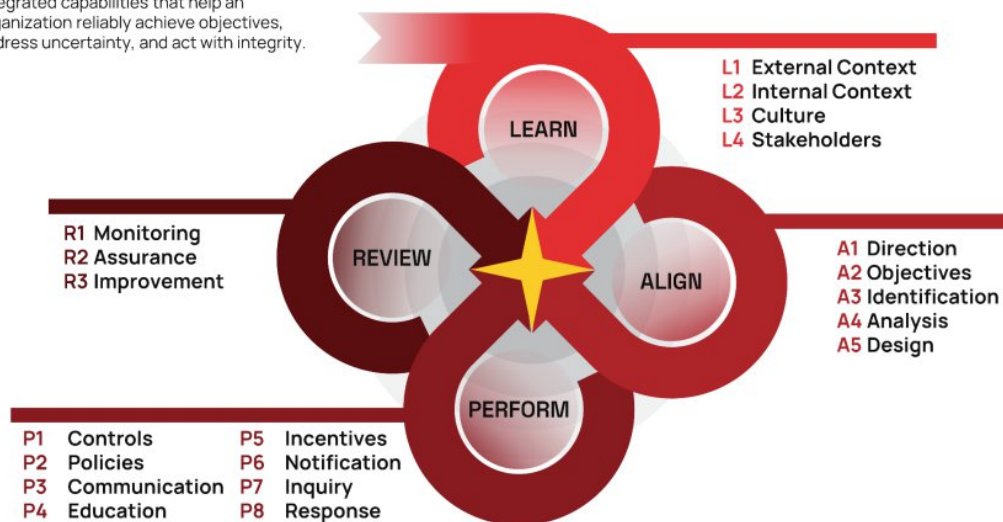 egrated capabilities that help an
ganization reliably achieve objectives,
dress uncertainty, and act with integrity.
LEARN
L1 External Context
L2 Internal Context
L3 Culture
L4 Stakeholders
REVIEW
R1 Monitoring
R2 Assurance
R3 Improvement
ALIGN
A1 Direction
A2 Objectives
A3 Identification
A4 Analysis
A5 Design
PERFORM
P1 Controls
P2 Policies
P3 Communication
P4 Education
P5 Incentives
P6 Notification
P7 Inquiry
P8 Response